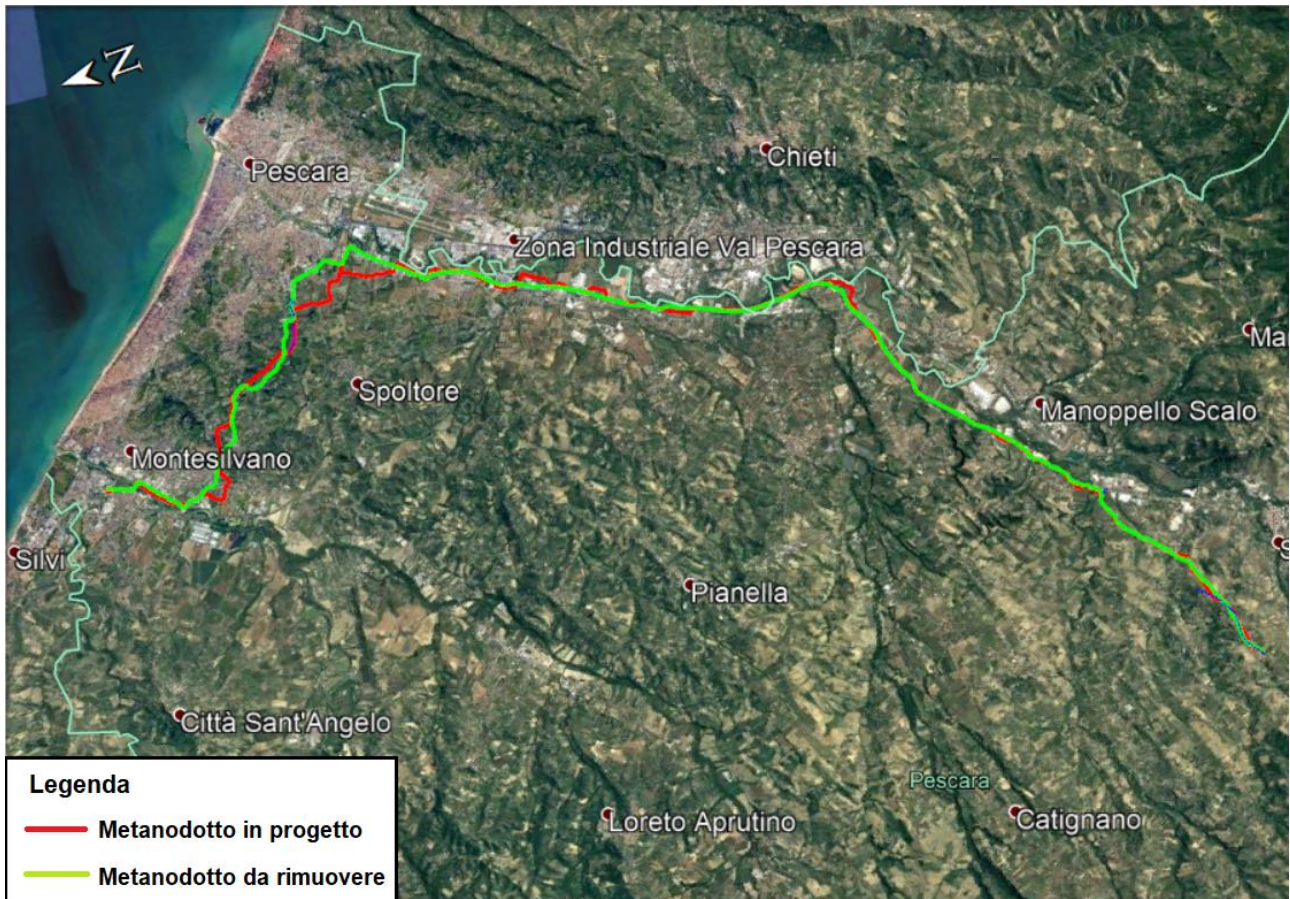 N
Pescara
Chieti
Zona Industriale Val Pescara
Mar
Spoltore
Manoppello Scalo
Montesilvano
S
Silvi
Pianella
Città Sant'Angelo
Pescara
Loreto Aprutino
Catignano
Legenda
Metanodotto in progetto
Metanodotto da rimuovere